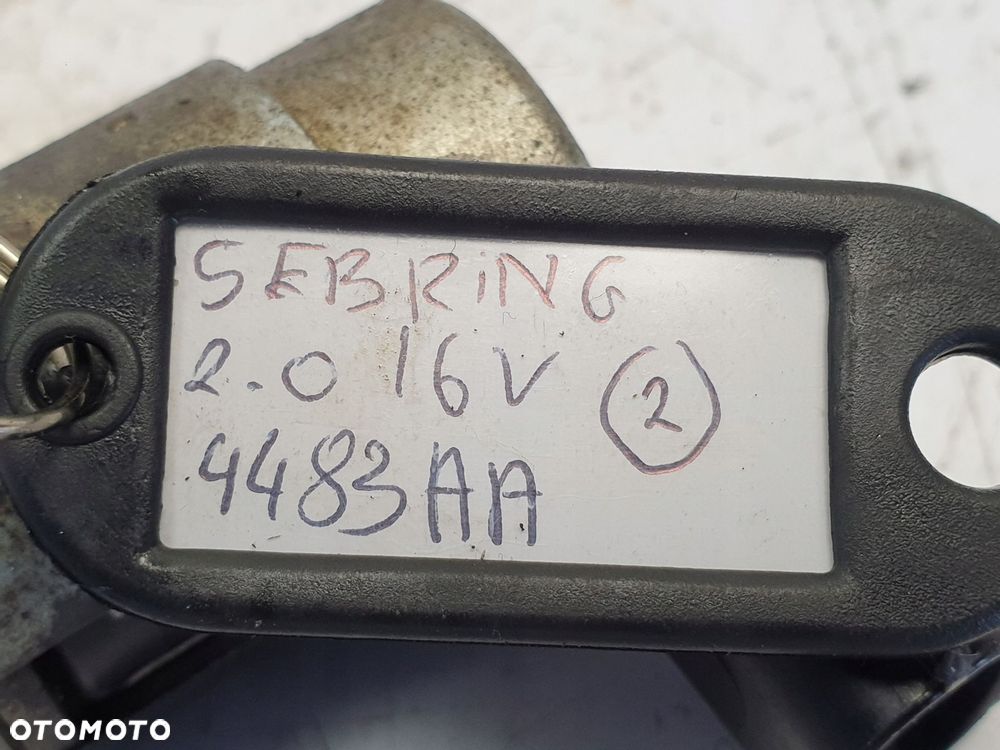 SEBRiNG
2.0 16V
2
4483AA
OTOMOTO